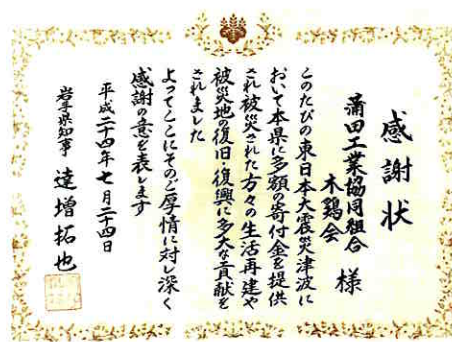 感謝状
蒲田工業協同組合
木鶏会
様
このたびの東日本大震災津波に
おいて本県に多額の寄付金を提供
され被災された方々の生活再建や
被災地の復旧・復興に多大な貢献を
されました
よってここにそのご厚情に対し深く
感謝の意を表します
平成二十四年七月二十四日
岩手県知事 達増拓也